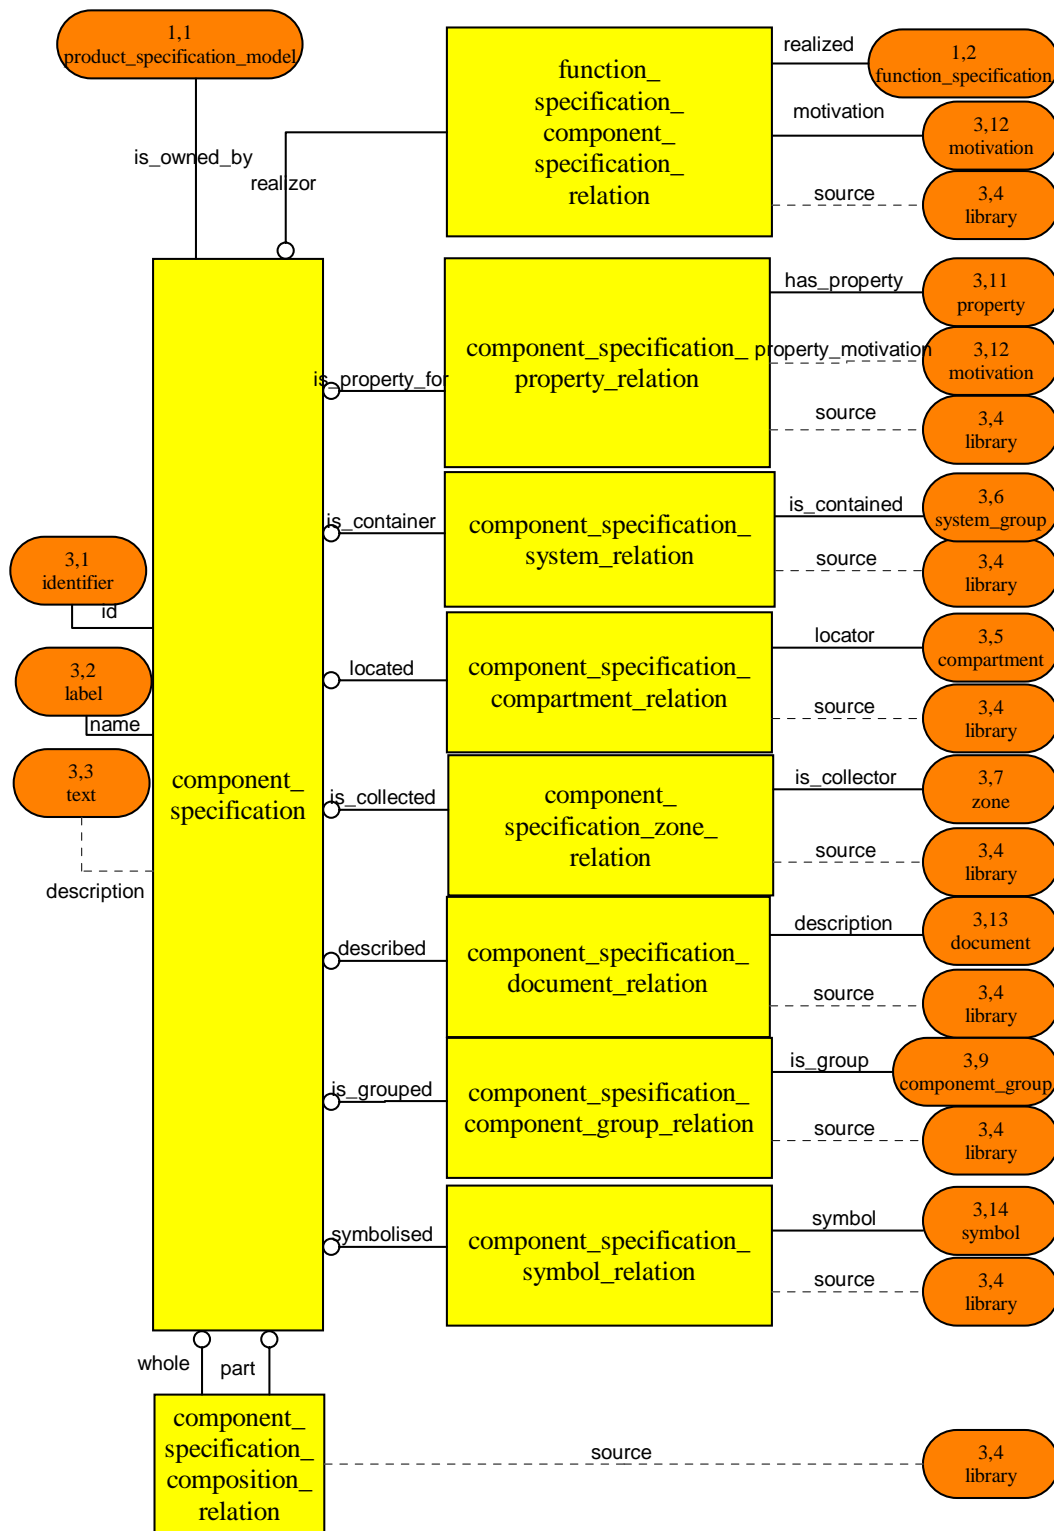 1,1
product_specification_model
is_owned_by
realizor
function_
specification_
component_
specification_
relation
realized
1,2
function_specification
motivation
3,12
motivation
source
3,4
library
is_property_for
component_specification_
property_relation
has_property
3,11
property
property_motivation
3,12
motivation
source
3,4
library
is_container
component_specification_
system_relation
is_contained
3,6
system_group
source
3,4
library
3,1
identifier
id
located
component_specification_
compartment_relation
locator
3,5
compartment
source
3,4
library
3,2
label
name
3,3
text
description
component_
specification
is_collected
component_
specification_zone_
relation
is_collector
3,7
zone
source
3,4
library
described
component_specification_
document_relation
description
3,13
document
source
3,4
library
is_grouped
component_spesification_
component_group_relation
is_group
3,9
componemt_group
source
3,4
library
symbolised
component_specification_
symbol_relation
symbol
3,14
symbol
source
3,4
library
whole
part
component_
specification_
composition_
relation
source
3,4
library